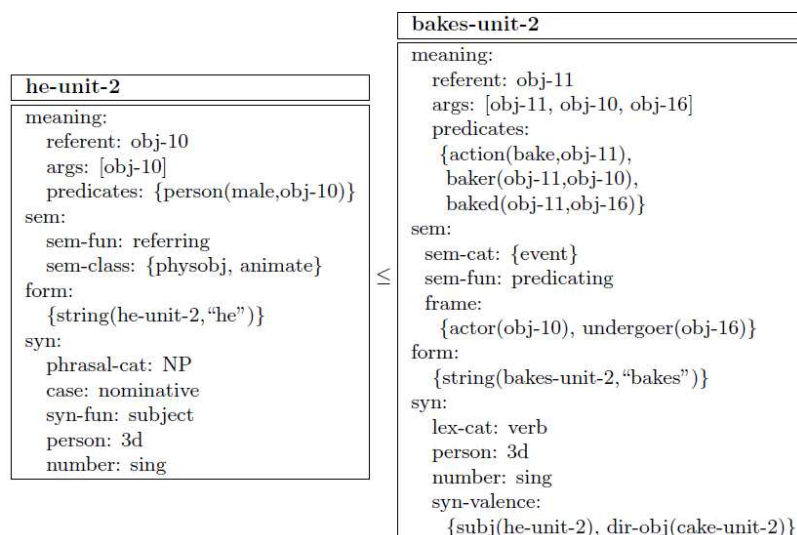 he-unit-2
meaning:
referent: obj-10
args: [obj-10]
predicates: {person(male,obj-10)}
sem:
sem-fun: referring
sem-class: {physobj, animate}
form:
{string(he-unit-2,“he”)}
syn:
phrasal-cat: NP
case: nominative
syn-fun: subject
person: 3d
number: sing
≤
bakes-unit-2
meaning:
referent: obj-11
args: [obj-11, obj-10, obj-16]
predicates:
{action(bake,obj-11),
baker(obj-11,obj-10),
baked(obj-11,obj-16)}
sem:
sem-cat: {event}
sem-fun: predicating
frame:
{actor(obj-10), undergoer(obj-16)}
form:
{string(bakes-unit-2,“bakes”)}
syn:
lex-cat: verb
person: 3d
number: sing
syn-valence:
{subj(he-unit-2), dir-obj(cake-unit-2)}